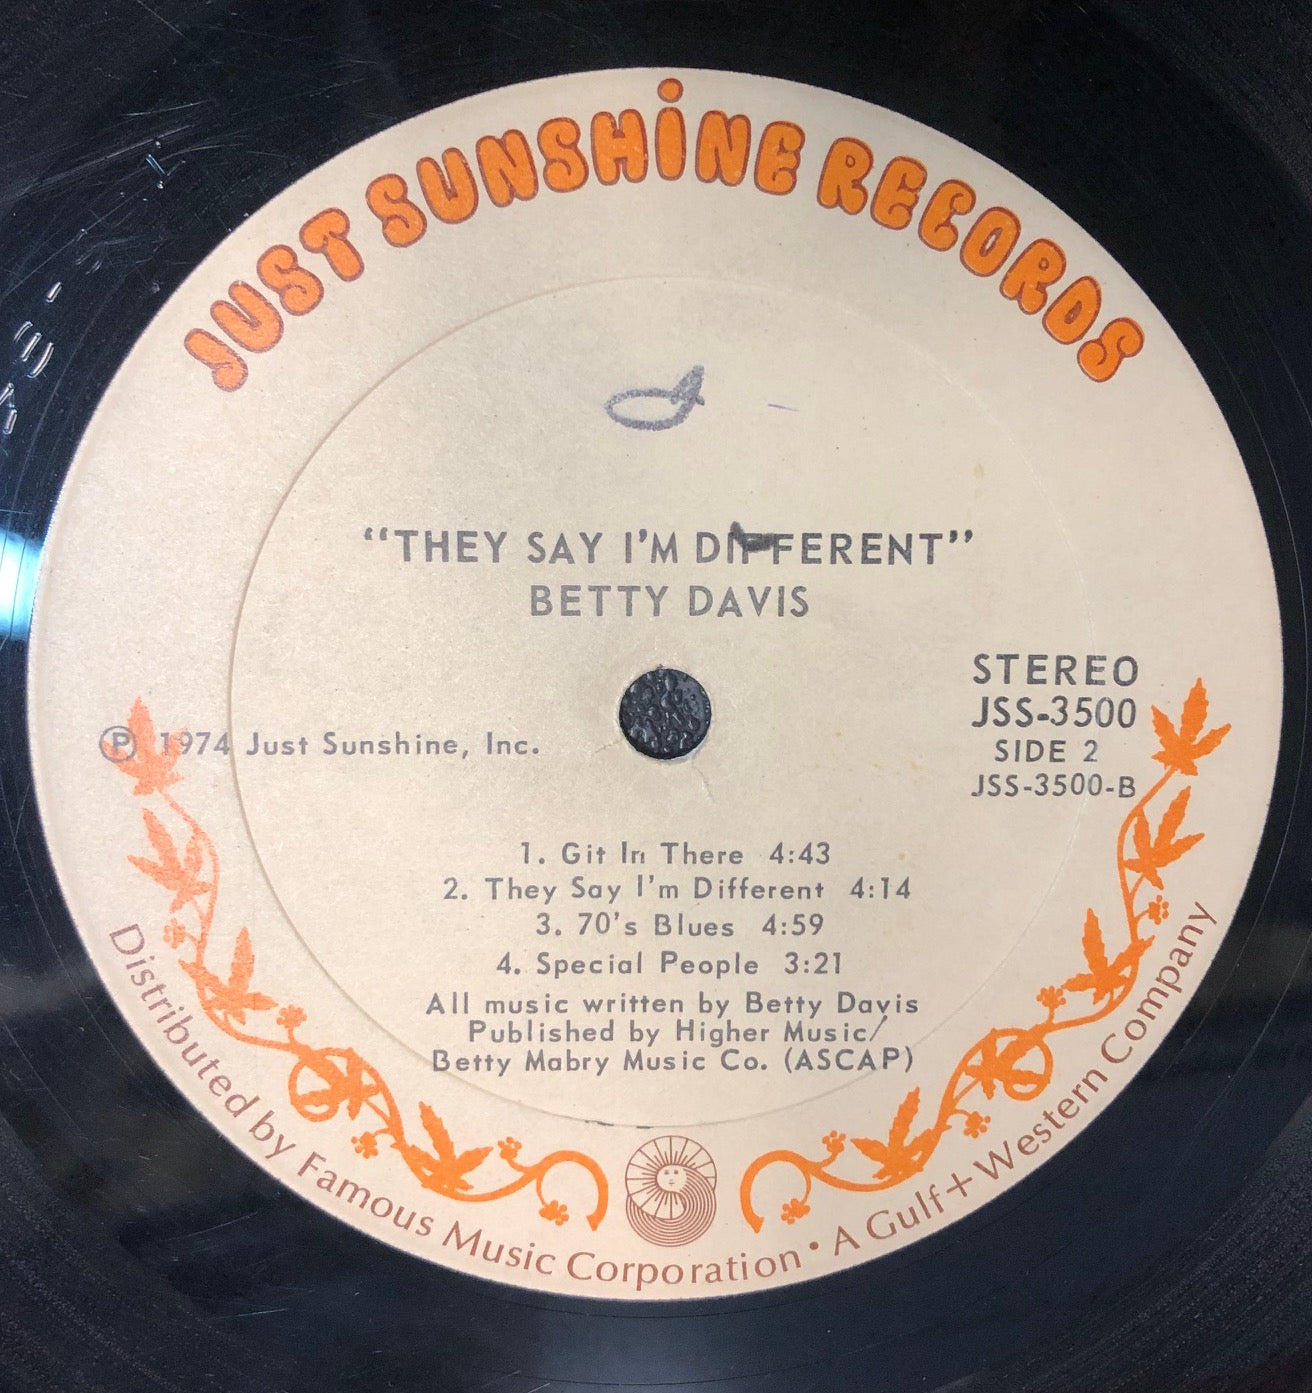 JUST SUNSHINE RECORDS
“THEY SAY I'M DIFFERENT”
BETTY DAVIS
STEREO
JSS-3500
SIDE 2
JSS-3500-B
Ⓟ 1974 Just Sunshine, Inc.
1. Git In There 4:43
2. They Say I'm Different 4:14
3. 70's Blues 4:59
4. Special People 3:21
All music written by Betty Davis
Published by Higher Music/
Betty Mabry Music Co. (ASCAP)
Distributed by Famous Music Corporation • A Gulf+Western Company